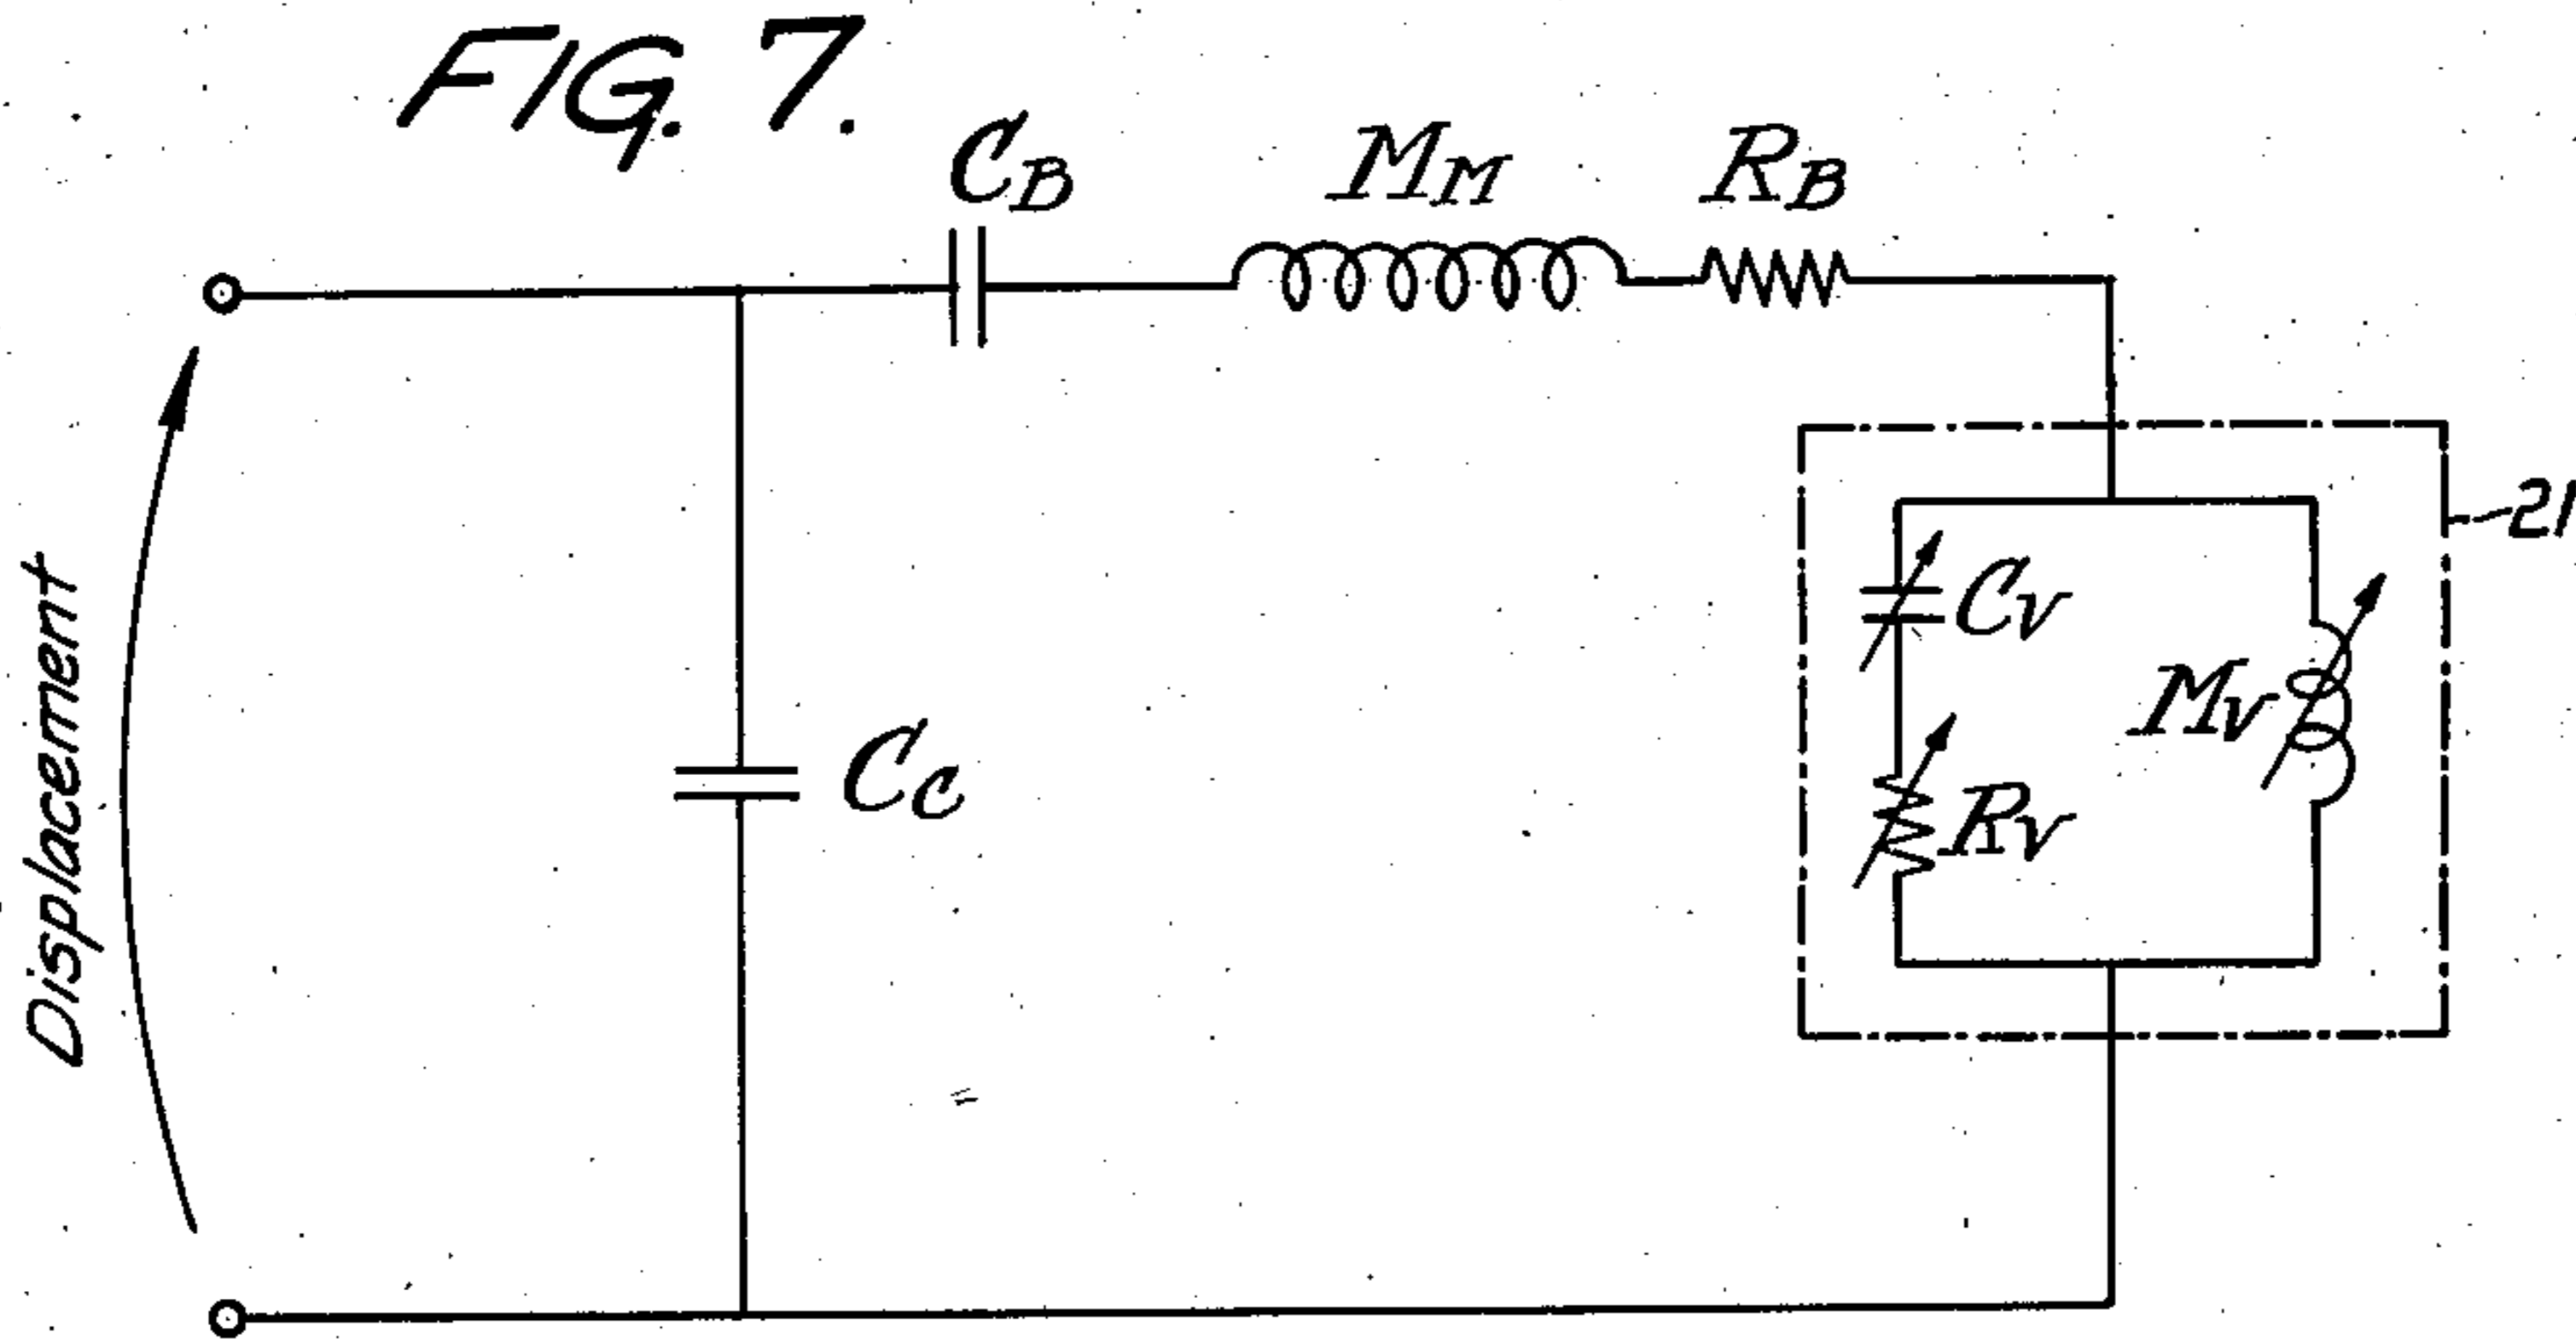 FIG. 7.
CB MM RB
21
CV
MV
CC
RV
Displacement